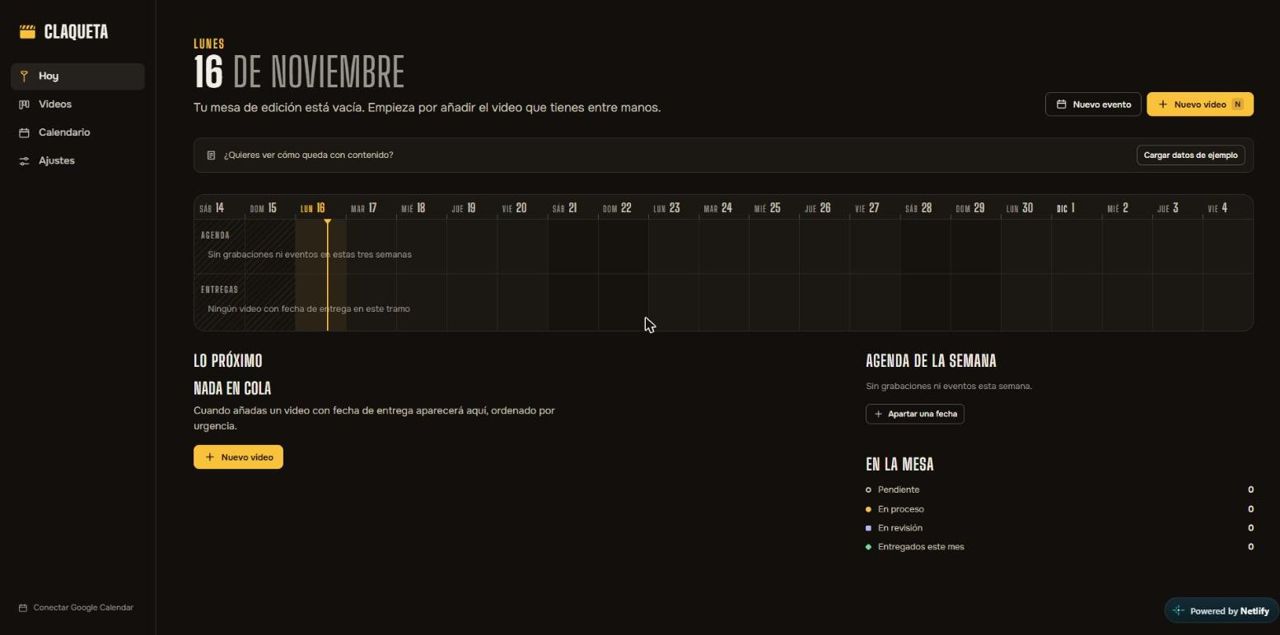 CLAQUETA
Hoy
Videos
Calendario
Ajustes
Conectar Google Calendar
LUNES
16 DE NOVIEMBRE
Tu mesa de edición está vacía. Empieza por añadir el video que tienes entre manos.
Nuevo evento
Nuevo video N
¿Quieres ver cómo queda con contenido?
Cargar datos de ejemplo
SÁB 14 DOM 15 LUN 16 MAR 17 MIÉ 18 JUE 19 VIE 20 SÁB 21 DOM 22 LUN 23 MAR 24 MIÉ 25 JUE 26 VIE 27 SÁB 28 DOM 29 LUN 30 DIC 1 MIÉ 2 JUE 3 VIE 4
AGENDA
Sin grabaciones ni eventos en estas tres semanas
ENTREGAS
Ningún video con fecha de entrega en este tramo
LO PRÓXIMO
NADA EN COLA
Cuando añadas un video con fecha de entrega aparecerá aquí, ordenado por
urgencia.
Nuevo video
AGENDA DE LA SEMANA
Sin grabaciones ni eventos esta semana.
Apartar una fecha
EN LA MESA
Pendiente 0
En proceso 0
En revisión 0
Entregados este mes 0
Powered by Netlify